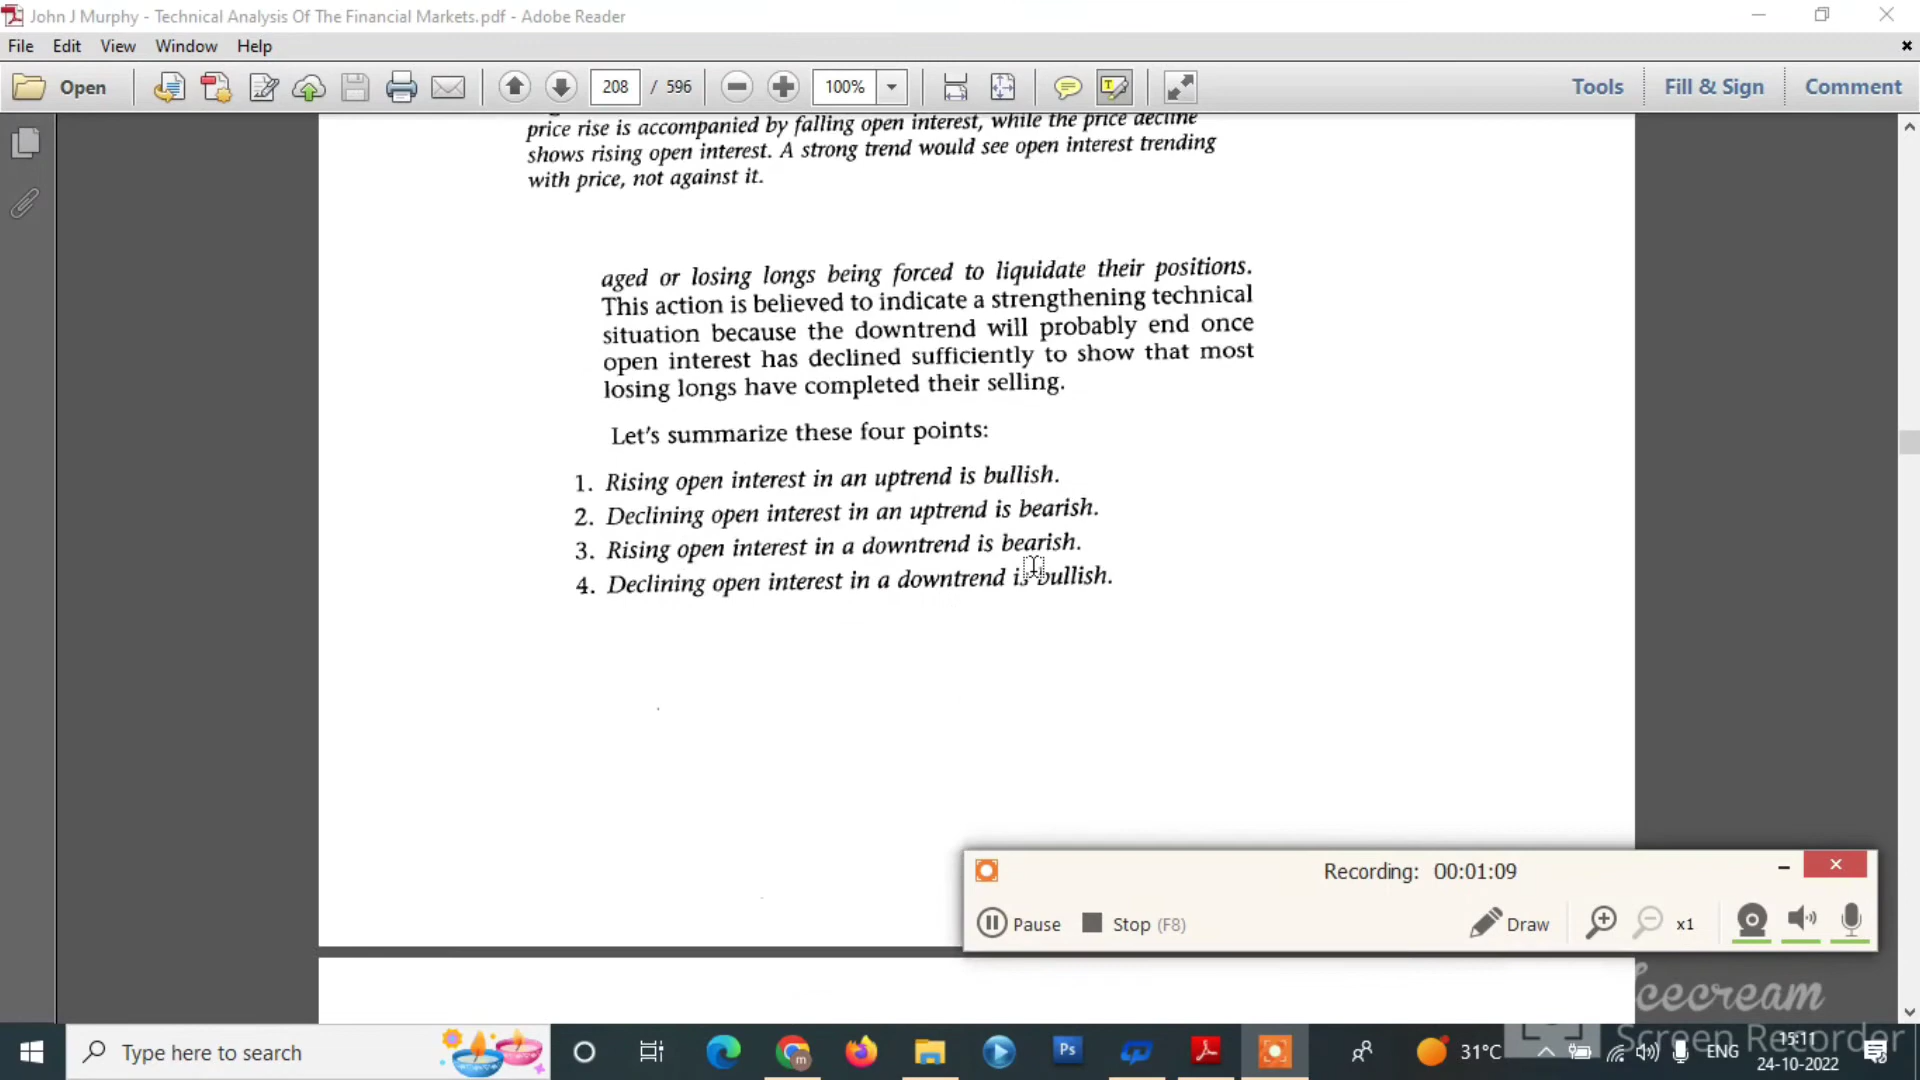 John J Murphy - Technical Analysis Of The Financial Markets.pdf - Adobe Reader
File Edit View Window Help
Open 208 / 596 100% Tools Fill & Sign Comment
price rise is accompanied by falling open interest, while the price decline
shows rising open interest. A strong trend would see open interest trending
with price, not against it.
aged or losing longs being forced to liquidate their positions.
This action is believed to indicate a strengthening technical
situation because the downtrend will probably end once
open interest has declined sufficiently to show that most
losing longs have completed their selling.
Let's summarize these four points:
1. Rising open interest in an uptrend is bullish.
2. Declining open interest in an uptrend is bearish.
3. Rising open interest in a downtrend is bearish.
4. Declining open interest in a downtrend is bullish.
Recording: 00:01:09
Pause Stop (F8) Draw x1
Icecream
Screen Recorder
Type here to search
Ps
31°C
ENG
15:11
24-10-2022